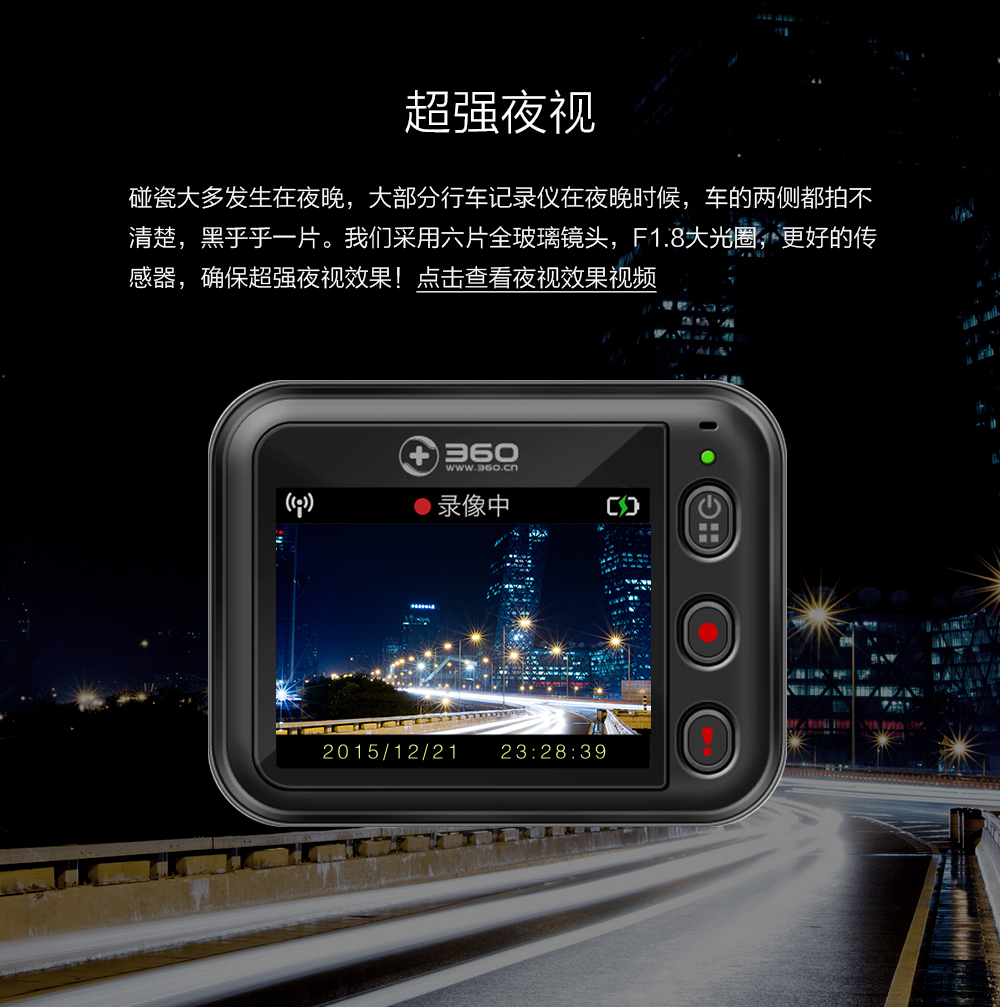 超强夜视
碰瓷大多发生在夜晚，大部分行车记录仪在夜晚时候，车的两侧都拍不
清楚，黑乎乎一片。我们采用六片全玻璃镜头，F1.8大光圈，更好的传
感器，确保超强夜视效果！点击查看夜视效果视频
360
www.360.cn
录像中
2015/12/21 23:28:39